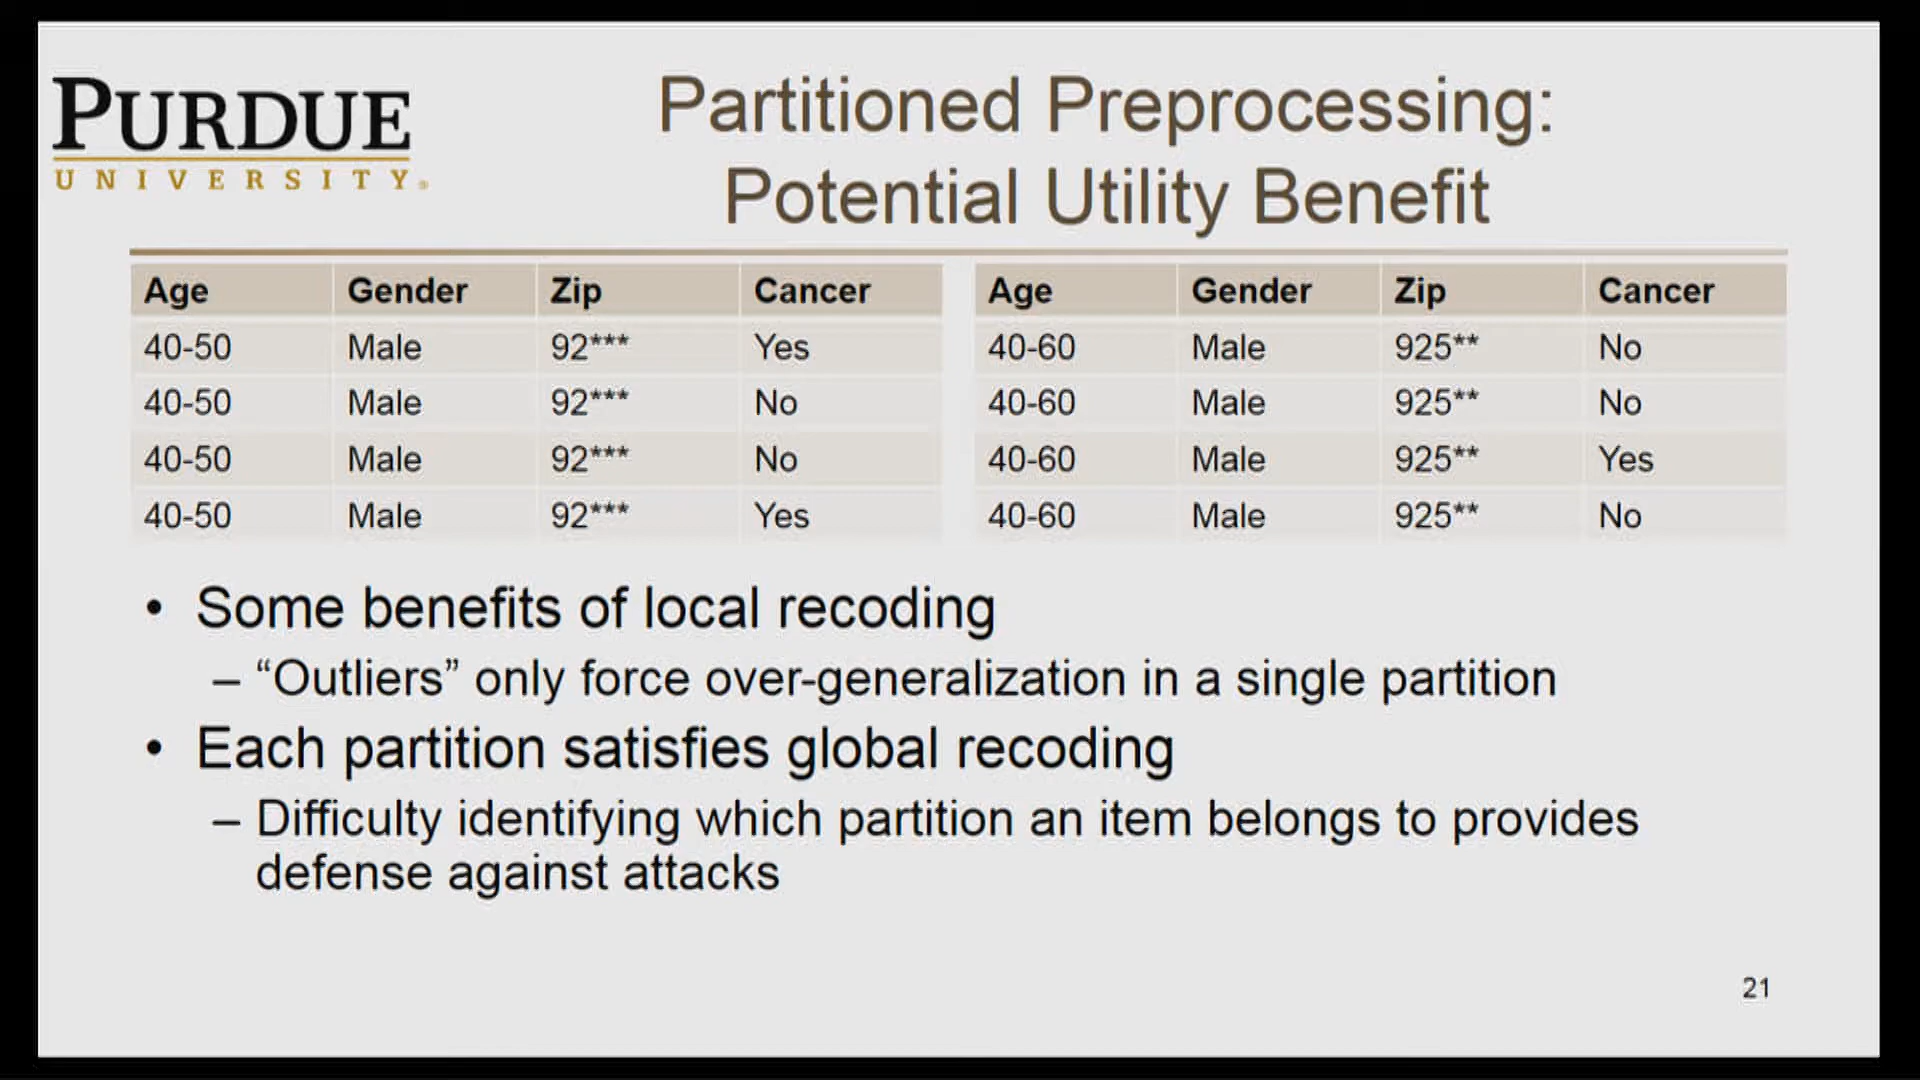 PURDUE
UNIVERSITY
Partitioned Preprocessing:
Potential Utility Benefit
Age Gender Zip Cancer
40-50 Male 92*** Yes
40-50 Male 92*** No
40-50 Male 92*** No
40-50 Male 92*** Yes
Age Gender Zip Cancer
40-60 Male 925** No
40-60 Male 925** No
40-60 Male 925** Yes
40-60 Male 925** No
• Some benefits of local recoding
– “Outliers” only force over-generalization in a single partition
• Each partition satisfies global recoding
– Difficulty identifying which partition an item belongs to provides
defense against attacks
21